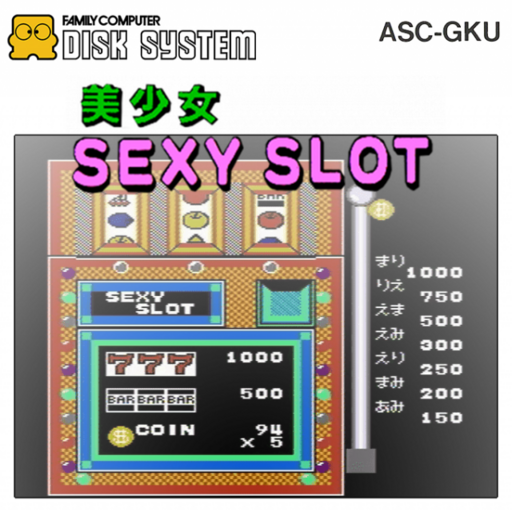 FAMILY COMPUTER
DISK SYSTEM
ASC-GKU
美少女
SEXY SLOT
BAR
SEXY
SLOT
777 1000
BAR BAR BAR 500
COIN 94
x 5
まり
1000
りえ
750
えま
500
えみ
300
えり
250
まみ
200
あみ
150